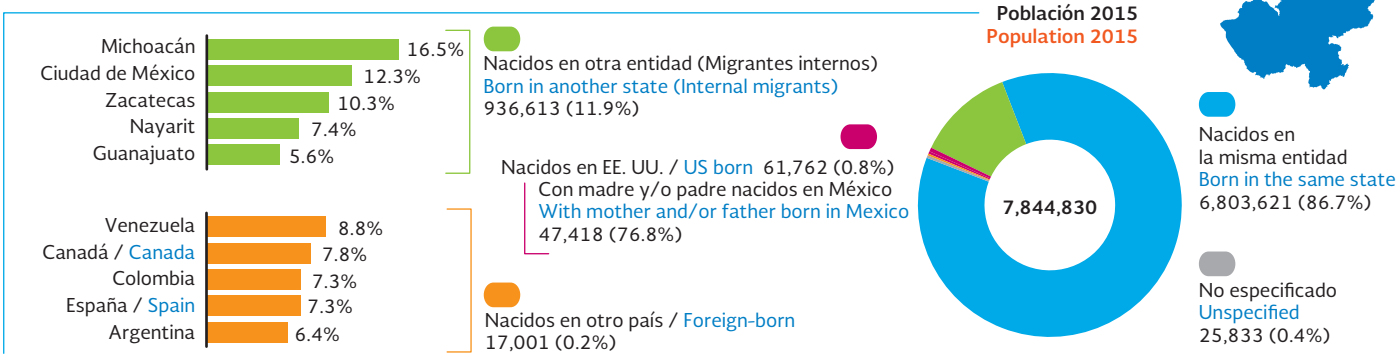 Población 2015
Population 2015
Michoacán 16.5%
Ciudad de México 12.3%
Zacatecas 10.3%
Nayarit 7.4%
Guanajuato 5.6%
Nacidos en otra entidad (Migrantes internos)
Born in another state (Internal migrants)
936,613 (11.9%)
Nacidos en EE. UU. / US born 61,762 (0.8%)
Con madre y/o padre nacidos en México
With mother and/or father born in Mexico
47,418 (76.8%)
Venezuela 8.8%
Canadá / Canada 7.8%
Colombia 7.3%
España / Spain 7.3%
Argentina 6.4%
Nacidos en otro país / Foreign-born
17,001 (0.2%)
7,844,830
Nacidos en
la misma entidad
Born in the same state
6,803,621 (86.7%)
No especificado
Unspecified
25,833 (0.4%)